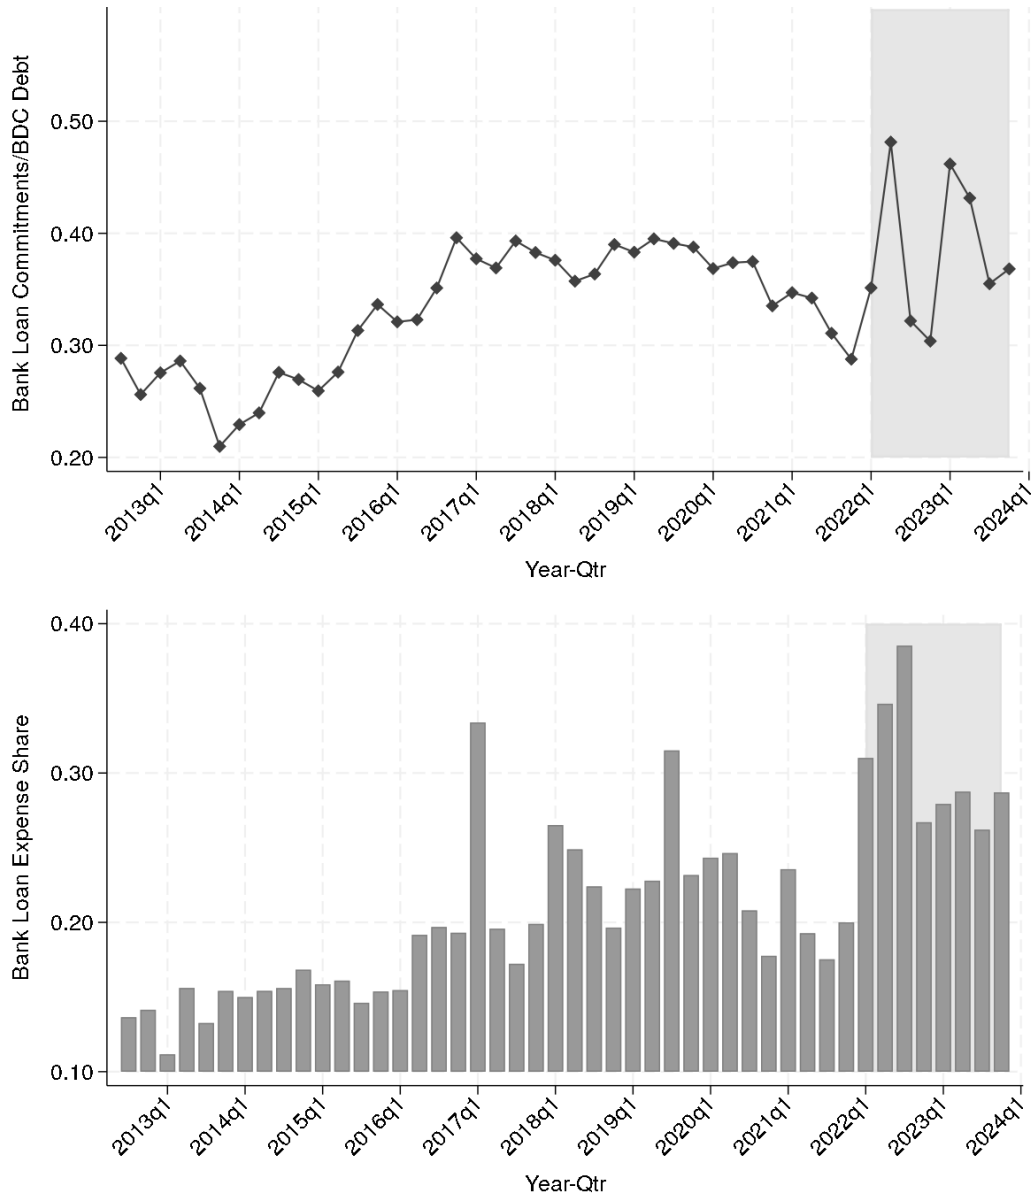 Bank Loan Commitments/BDC Debt
0.50
0.40
0.30
0.20
2013q1
2014q1
2015q1
2016q1
2017q1
2018q1
2019q1
2020q1
2021q1
2022q1
2023q1
2024q1
Year-Qtr
Bank Loan Expense Share
0.40
0.30
0.20
0.10
2013q1
2014q1
2015q1
2016q1
2017q1
2018q1
2019q1
2020q1
2021q1
2022q1
2023q1
2024q1
Year-Qtr